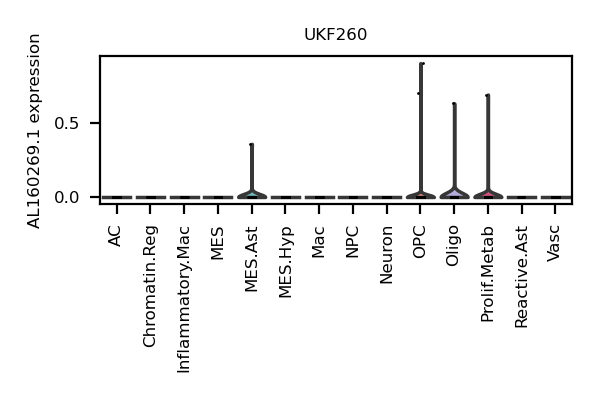 UKF260
AL160269.1 expression
0.5
0.0
AC
Chromatin.Reg
Inflammatory.Mac
MES
MES.Ast
MES.Hyp
Mac
NPC
Neuron
OPC
Oligo
Prolif.Metab
Reactive.Ast
Vasc